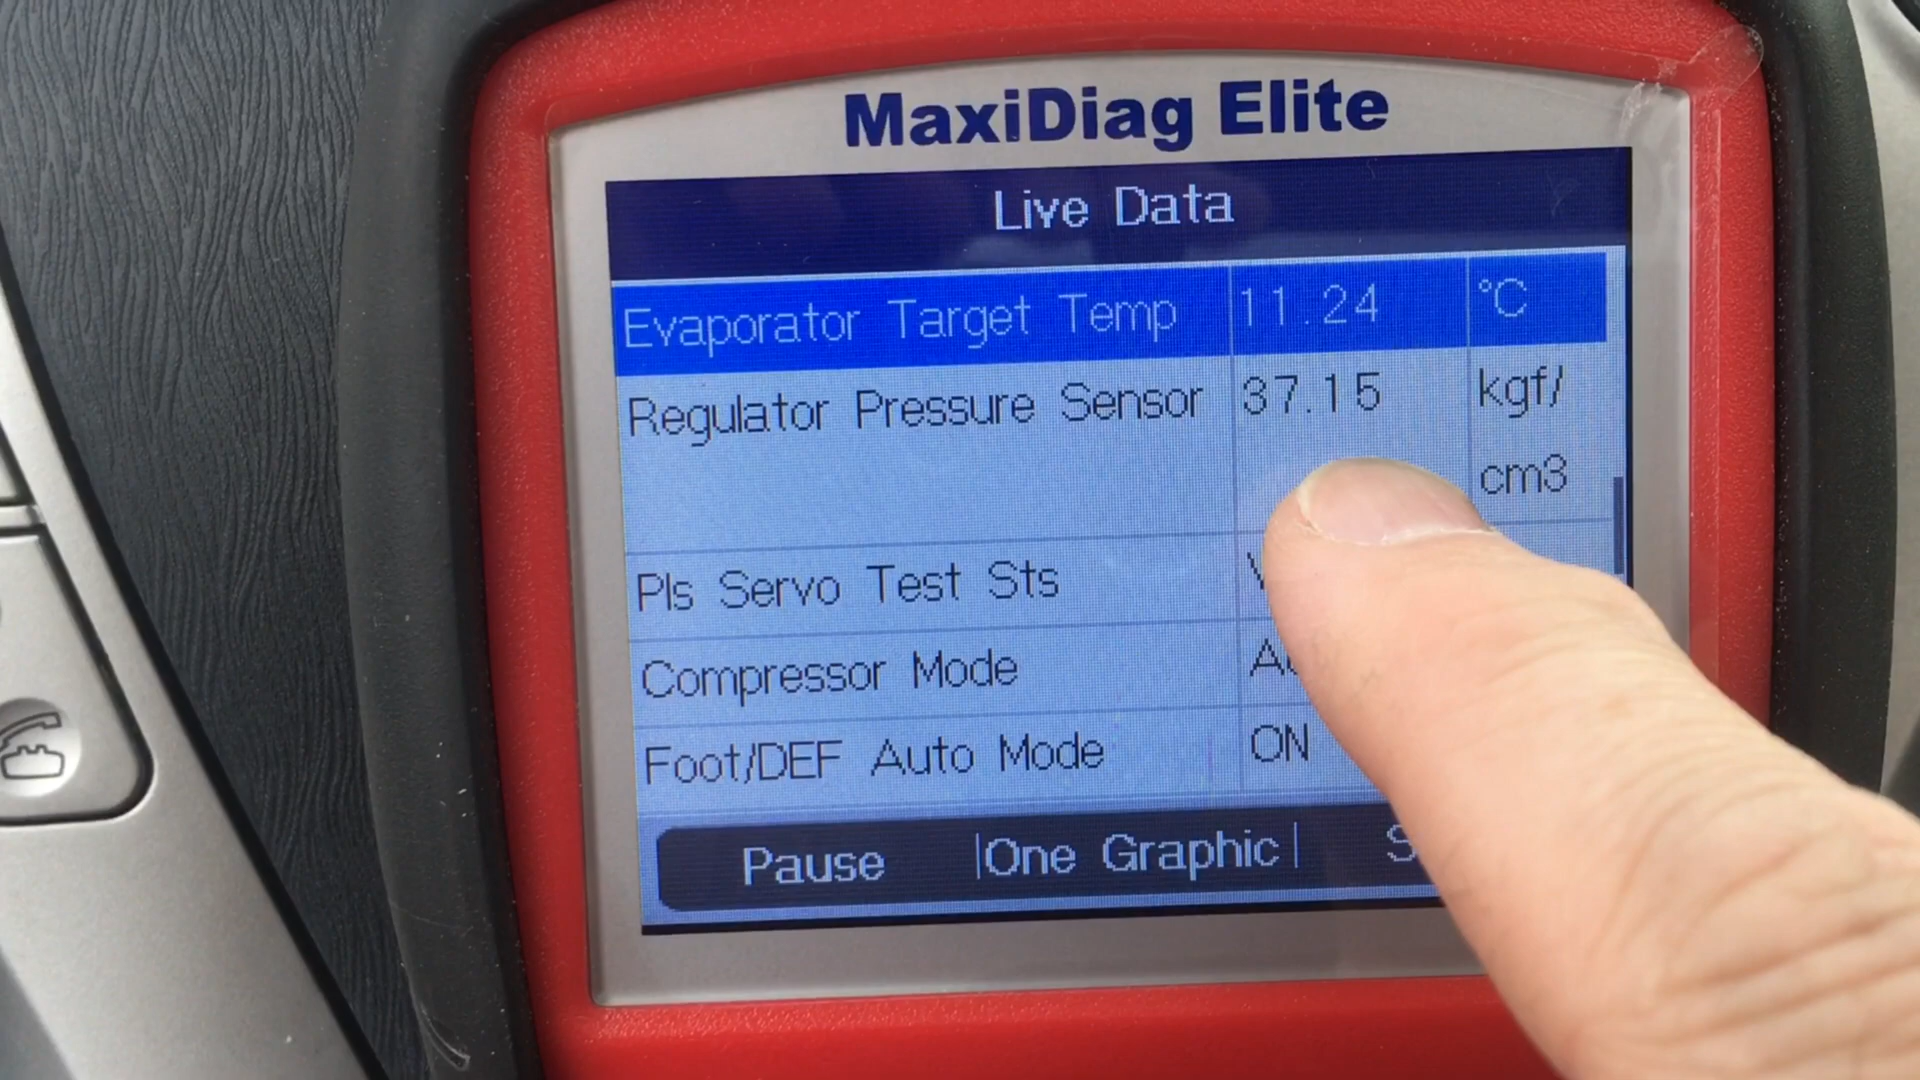 MaxiDiag Elite
Live Data
Evaporator Target Temp 11.24 °C
Regulator Pressure Sensor 37.15 kgf/
cm3
Pls Servo Test Sts
Compressor Mode
Foot/DEF Auto Mode ON
Pause |One Graphic|